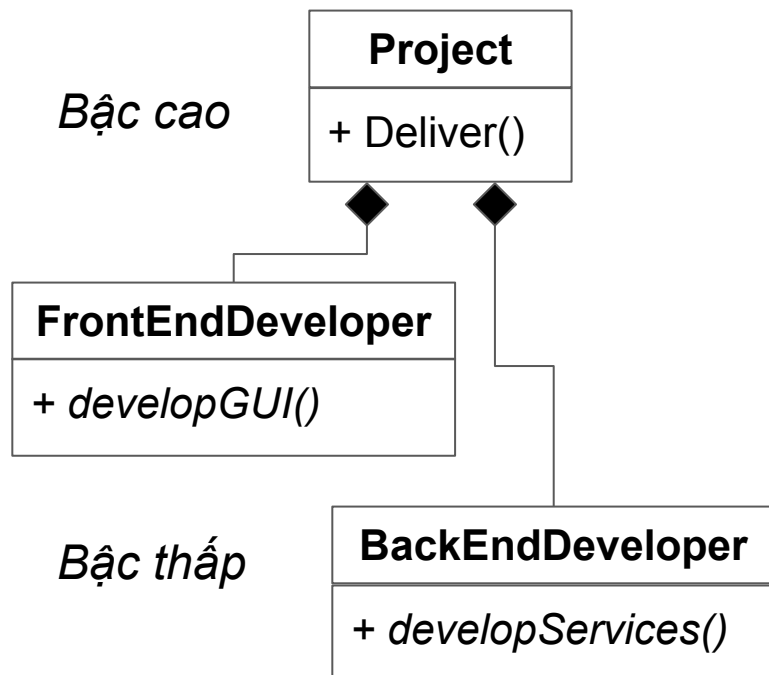 Project
Bậc cao
+ Deliver()
FrontEndDeveloper
+ developGUI()
Bậc thấp
BackEndDeveloper
+ developServices()